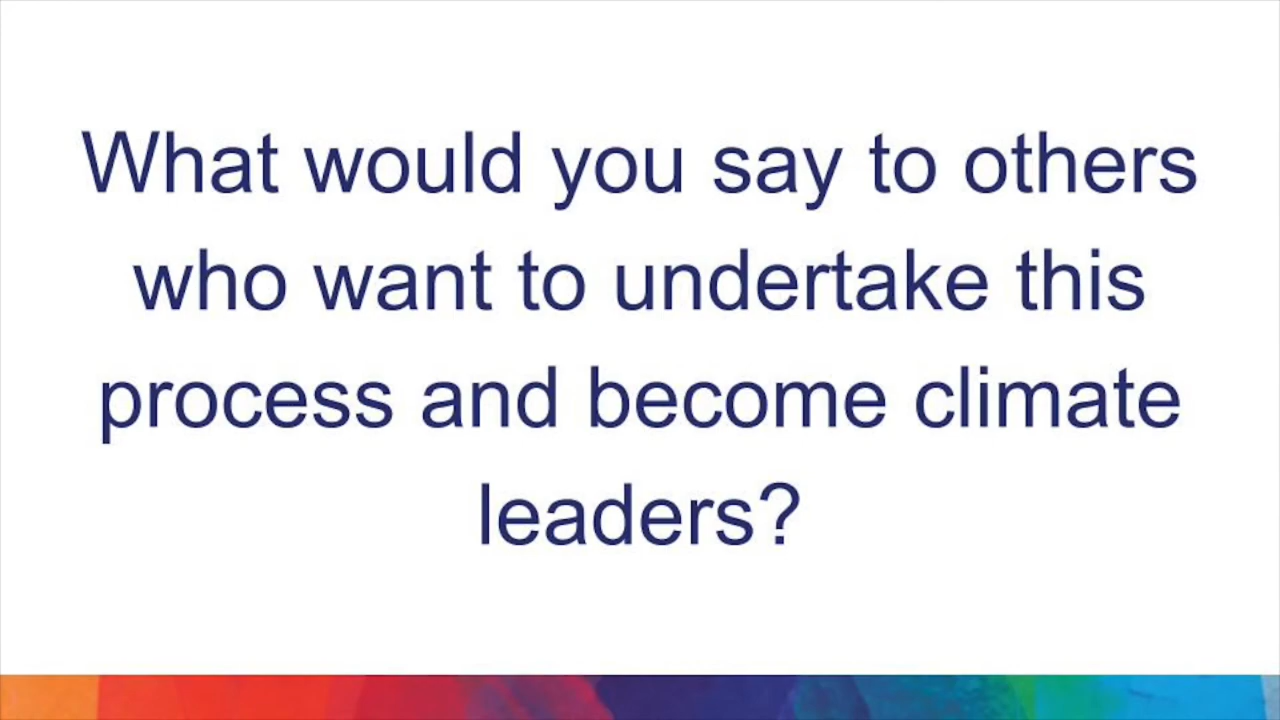 What would you say to others
who want to undertake this
process and become climate
leaders?